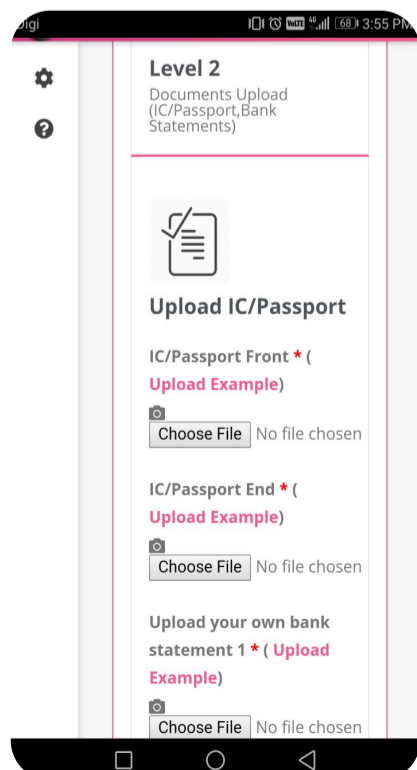 Digi 4G VoLTE 68 3:55 PM
Level 2
Documents Upload
(IC/Passport,Bank
Statements)
Upload IC/Passport
IC/Passport Front * (
Upload Example)
Choose File No file chosen
IC/Passport End * (
Upload Example)
Choose File No file chosen
Upload your own bank
statement 1 * ( Upload
Example)
Choose File No file chosen